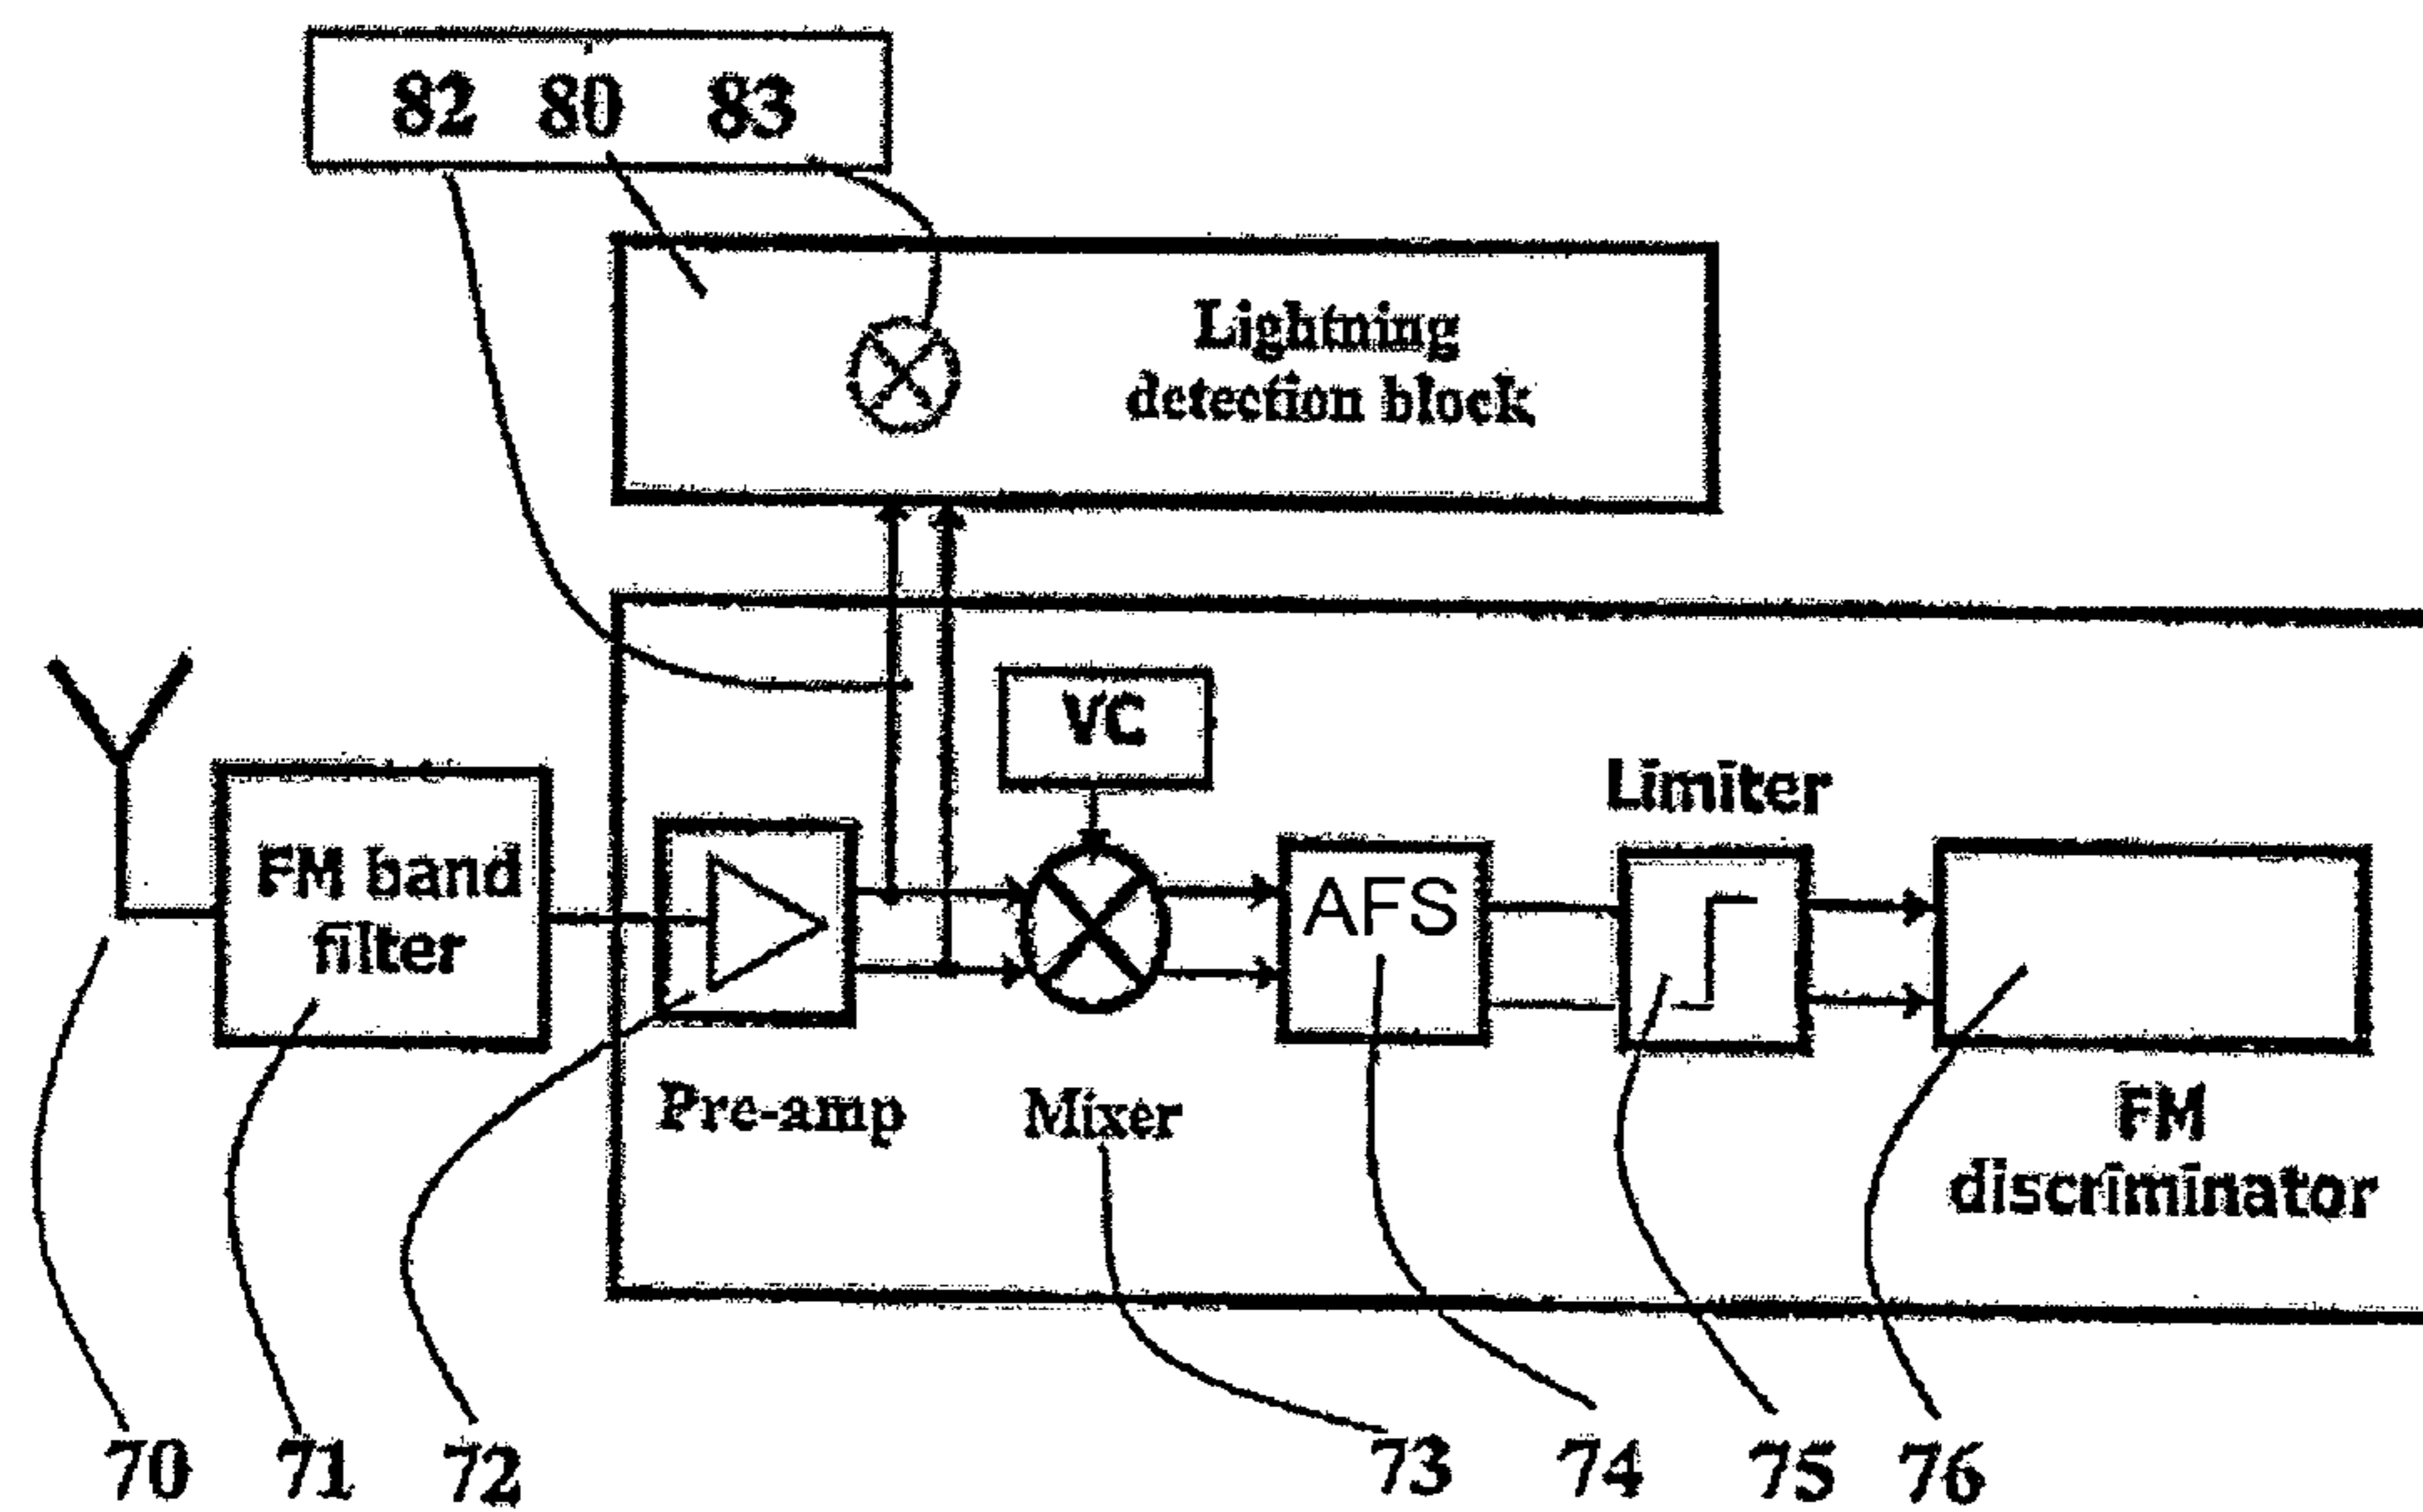 82 80 83
Lightning
detection block
VC
Limiter
FM band
filter
AFS
Pre-amp
Mixer
FM
discriminator
70 71 72 73 74 75 76